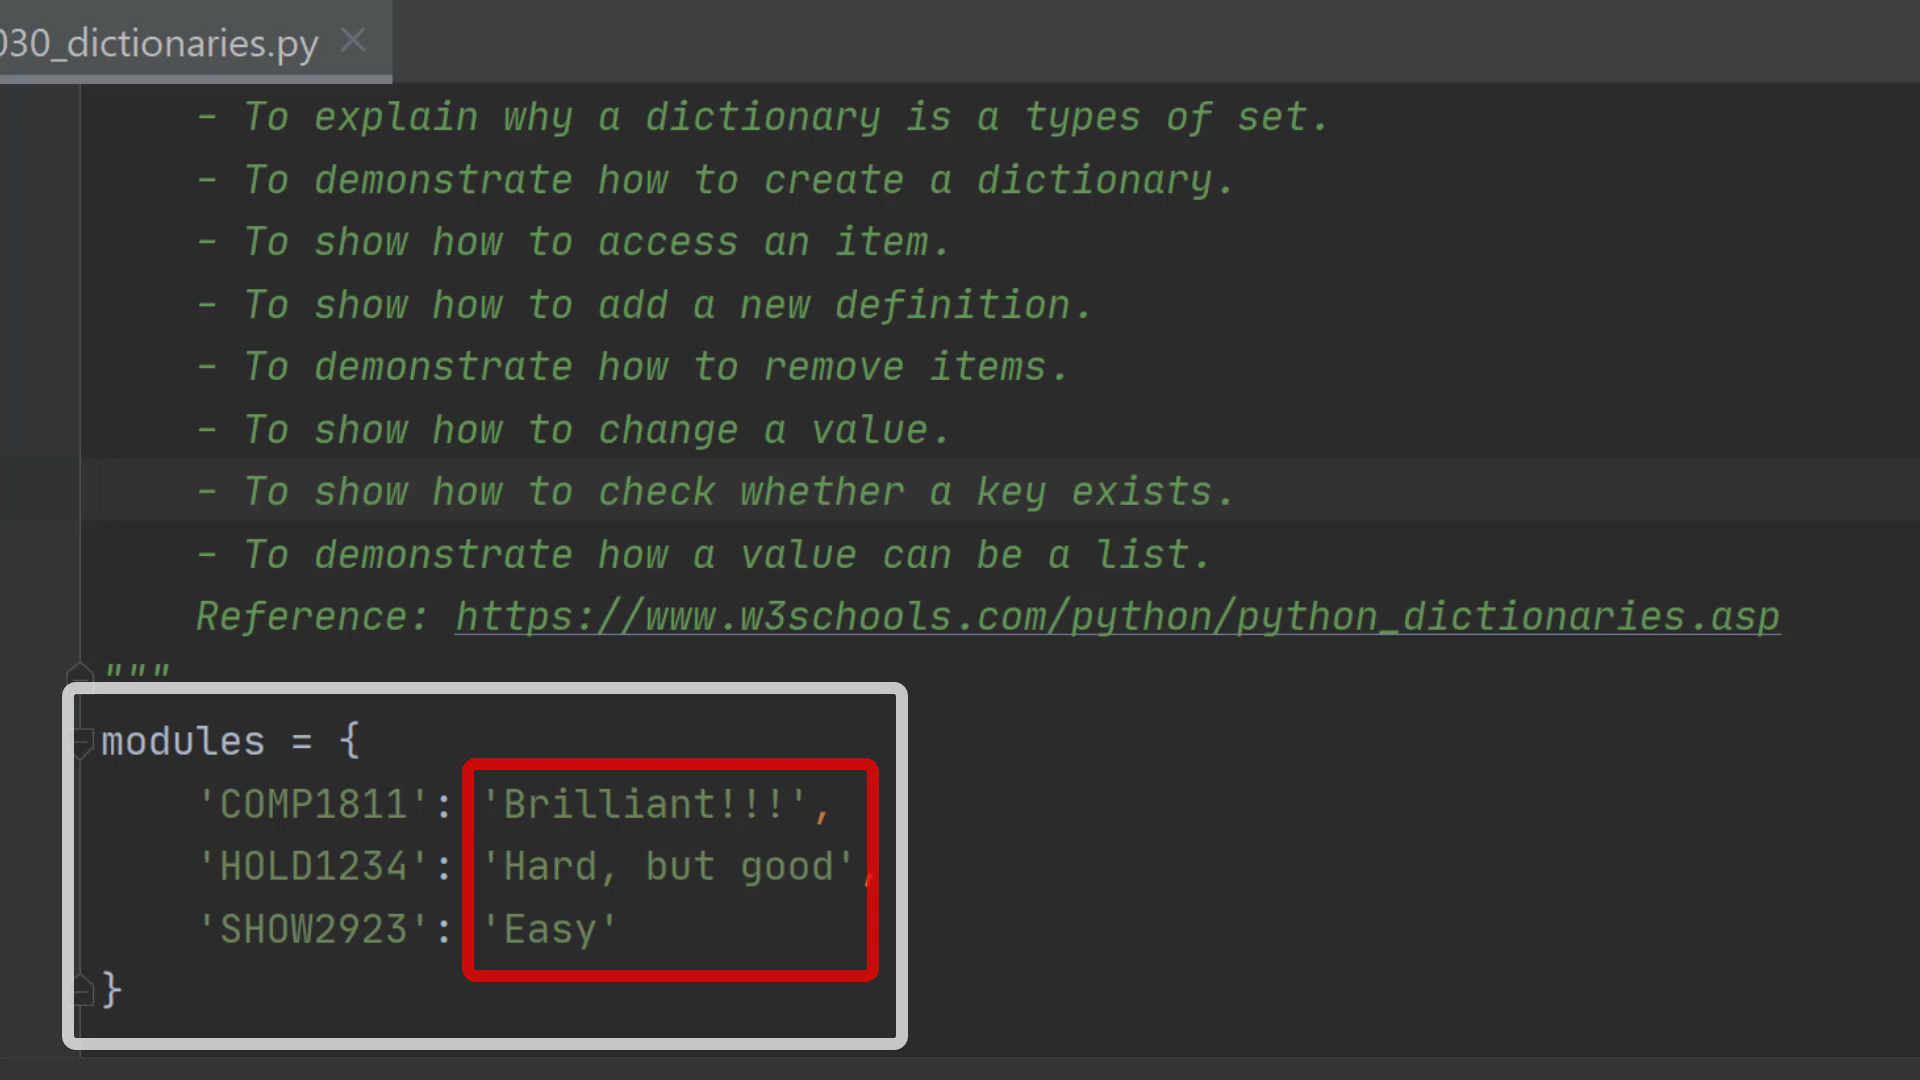 030_dictionaries.py
- To explain why a dictionary is a types of set.
- To demonstrate how to create a dictionary.
- To show how to access an item.
- To show how to add a new definition.
- To demonstrate how to remove items.
- To show how to change a value.
- To show how to check whether a key exists.
- To demonstrate how a value can be a list.
Reference: https://www.w3schools.com/python/python_dictionaries.asp
"""
modules = {
'COMP1811': 'Brilliant!!!',
'HOLD1234': 'Hard, but good',
'SHOW2923': 'Easy'
}